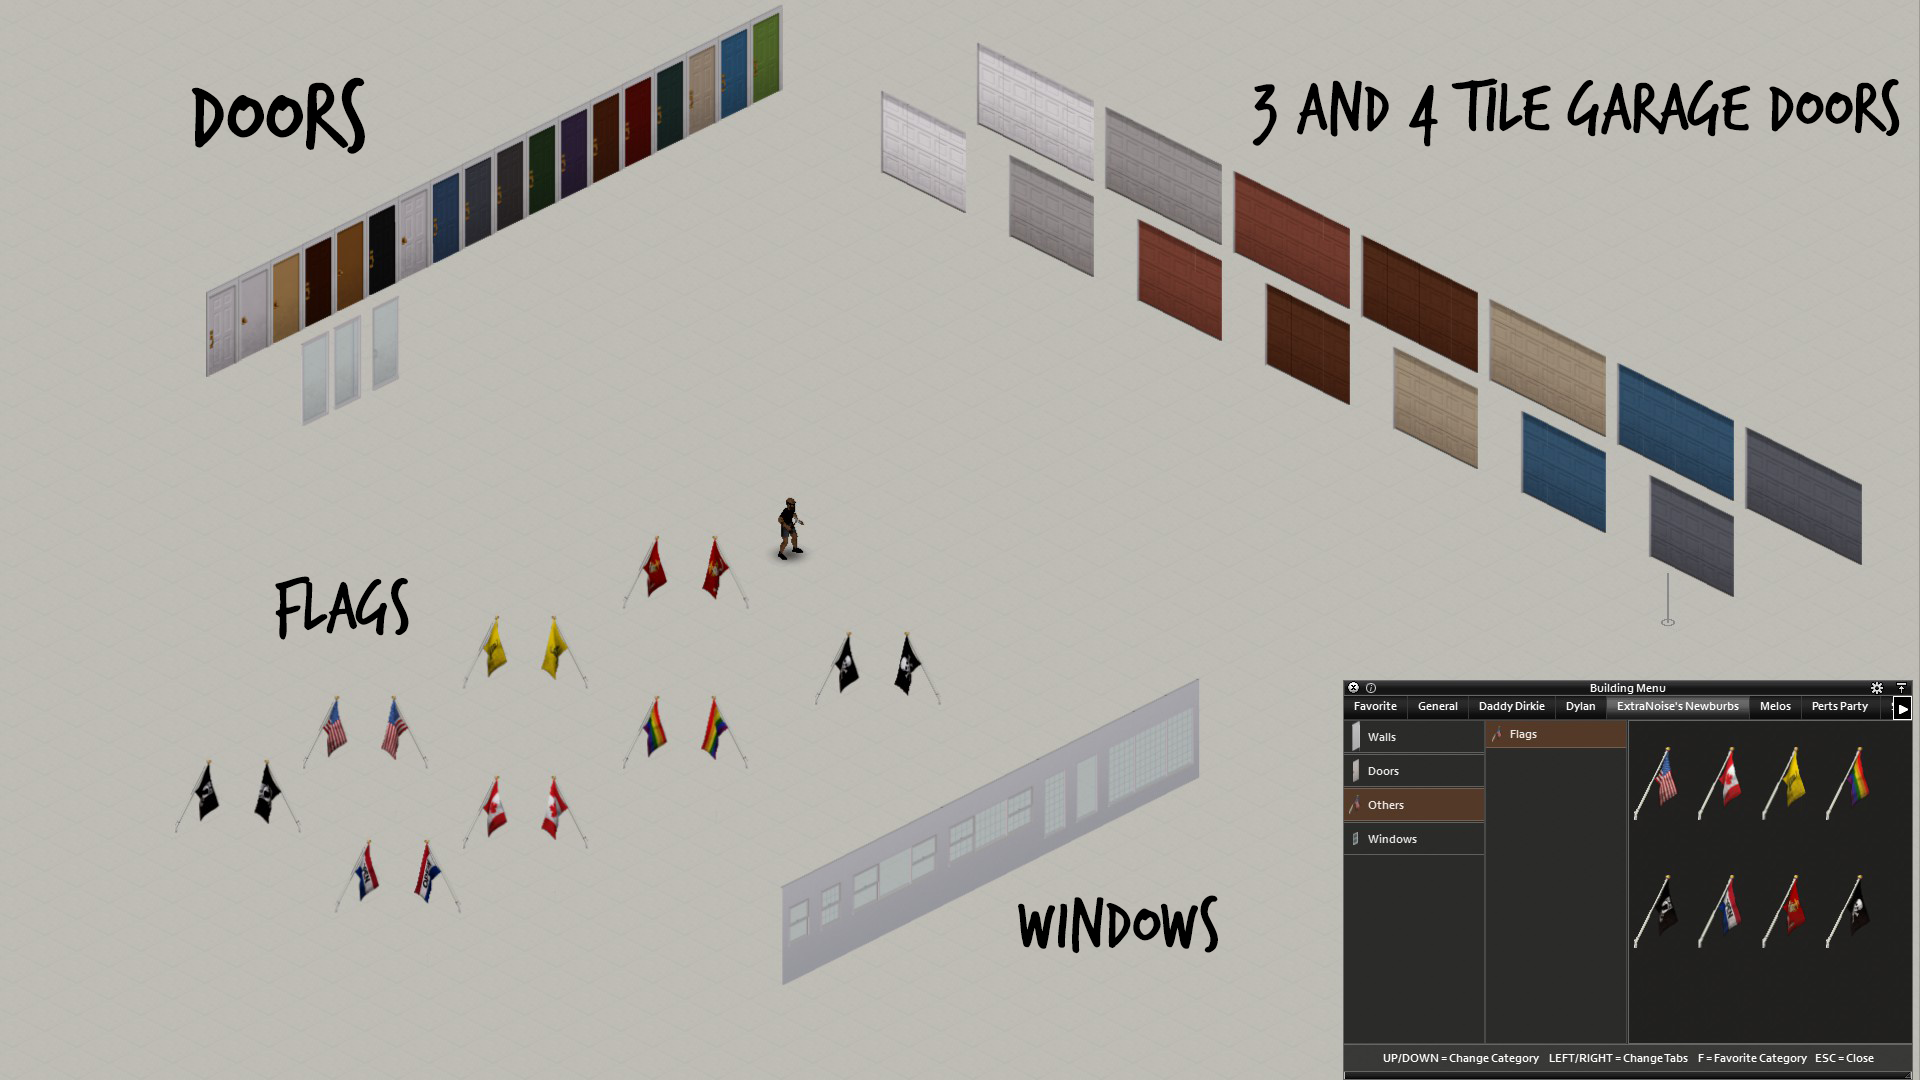 DOORS
3 AND 4 TILE GARAGE DOORS
FLAGS
WINDOWS
Building Menu
Favorite General Daddy Dirkie Dylan ExtraNoise's Newburbs Melos Perts Party
Walls
Doors
Others
Windows
Flags
UP/DOWN = Change Category LEFT/RIGHT = Change Tabs F = Favorite Category ESC = Close